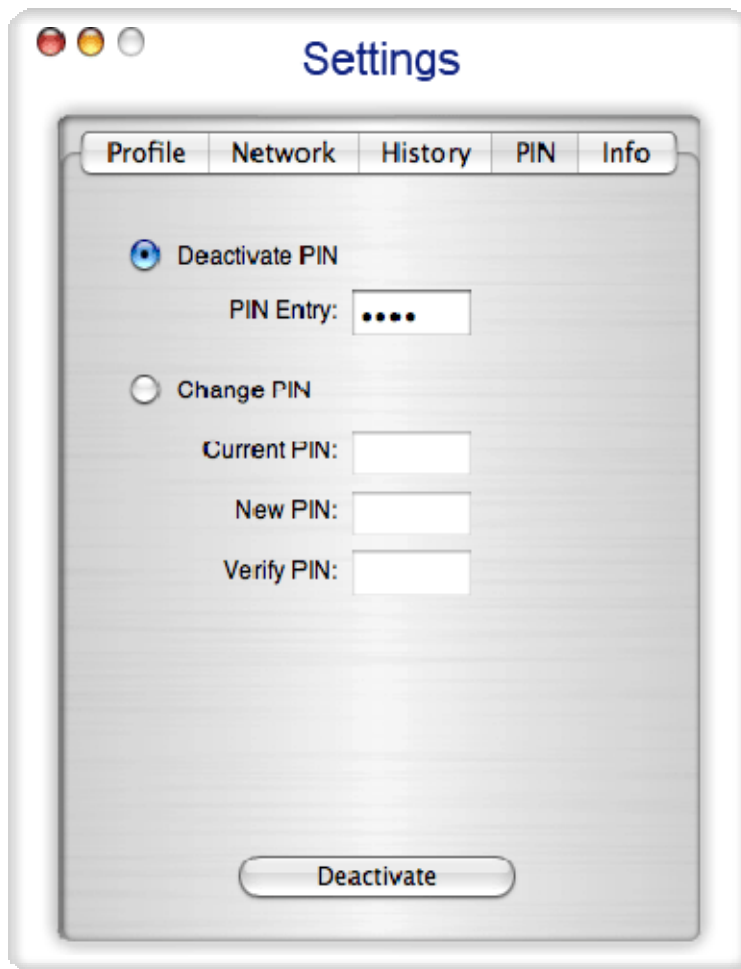 Settings
Profile Network History PIN Info
Deactivate PIN
PIN Entry: ••••
Change PIN
Current PIN:
New PIN:
Verify PIN:
Deactivate